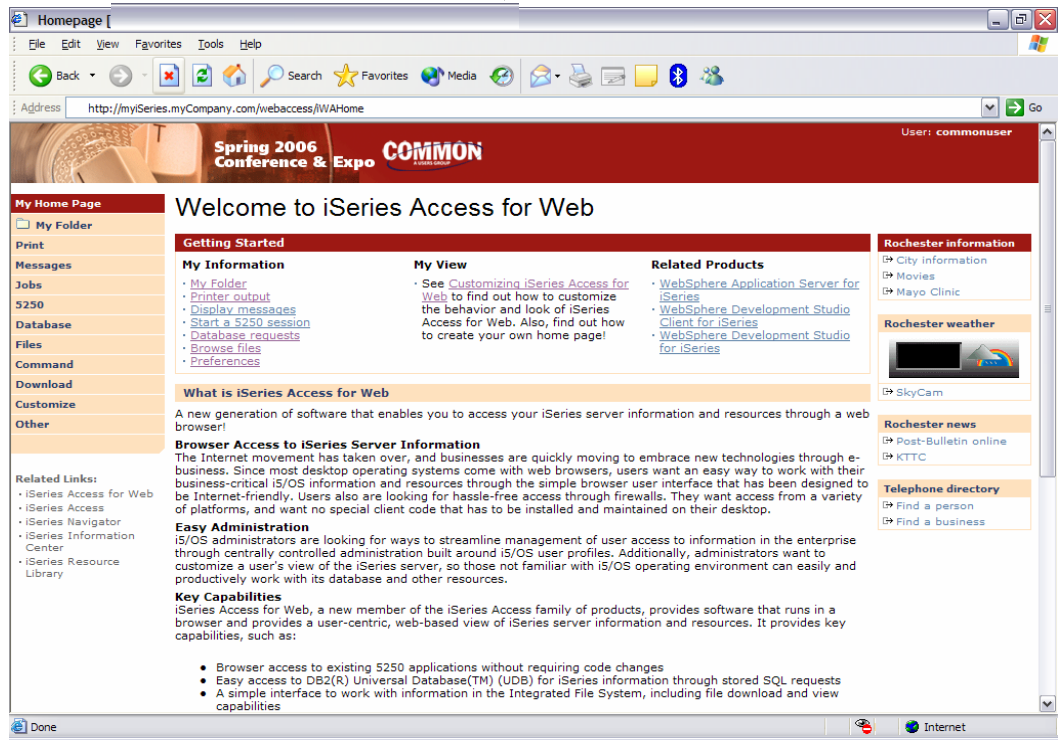 Homepage [
File Edit View Favorites Tools Help
Back Search Favorites Media
Address http://myiSeries.myCompany.com/webaccess/iWAHome Go
User: commonuser
Spring 2006
Conference & Expo COMMON
A USERS GROUP
My Home Page
My Folder
Print
Messages
Jobs
5250
Database
Files
Command
Download
Customize
Other
Related Links:
· iSeries Access for Web
· iSeries Access
· iSeries Navigator
· iSeries Information
Center
· iSeries Resource
Library
Welcome to iSeries Access for Web
Getting Started
My Information
· My Folder
· Printer output
· Display messages
· Start a 5250 session
· Database requests
· Browse files
· Preferences
My View
· See Customizing iSeries Access for
Web to find out how to customize
the behavior and look of iSeries
Access for Web. Also, find out how
to create your own home page!
Related Products
· WebSphere Application Server for
iSeries
· WebSphere Development Studio
Client for iSeries
· WebSphere Development Studio
for iSeries
What is iSeries Access for Web
A new generation of software that enables you to access your iSeries server information and resources through a web
browser!
Browser Access to iSeries Server Information
The Internet movement has taken over, and businesses are quickly moving to embrace new technologies through e-
business. Since most desktop operating systems come with web browsers, users want an easy way to work with their
business-critical i5/OS information and resources through the simple browser user interface that has been designed to
be Internet-friendly. Users also are looking for hassle-free access through firewalls. They want access from a variety
of platforms, and want no special client code that has to be installed and maintained on their desktop.
Easy Administration
i5/OS administrators are looking for ways to streamline management of user access to information in the enterprise
through centrally controlled administration built around i5/OS user profiles. Additionally, administrators want to
customize a user's view of the iSeries server, so those not familiar with i5/OS operating environment can easily and
productively work with its database and other resources.
Key Capabilities
iSeries Access for Web, a new member of the iSeries Access family of products, provides software that runs in a
browser and provides a user-centric, web-based view of iSeries server information and resources. It provides key
capabilities, such as:
• Browser access to existing 5250 applications without requiring code changes
• Easy access to DB2(R) Universal Database(TM) (UDB) for iSeries information through stored SQL requests
• A simple interface to work with information in the Integrated File System, including file download and view
capabilities
Rochester information
City information
Movies
Mayo Clinic
Rochester weather
SkyCam
Rochester news
Post-Bulletin online
KTTC
Telephone directory
Find a person
Find a business
Done Internet